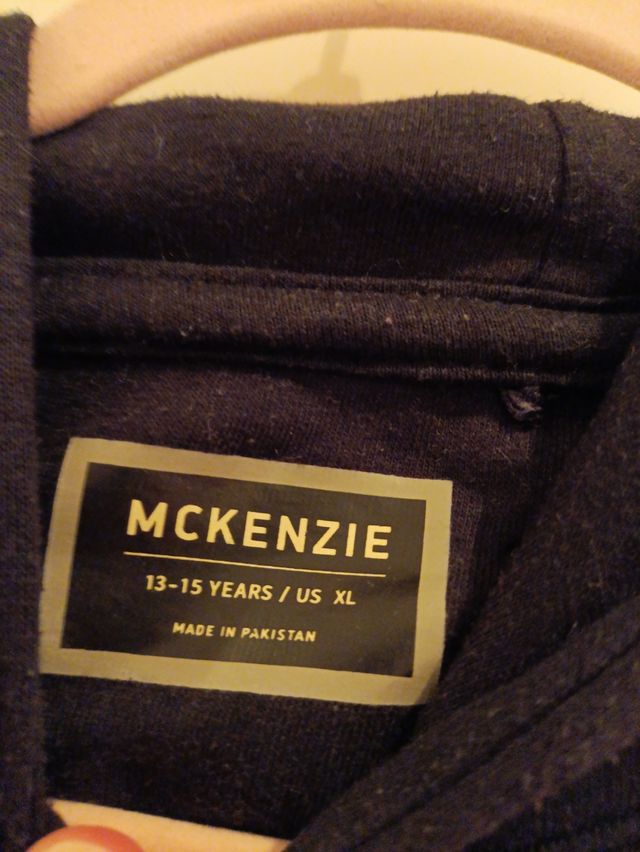 MCKENZIE
13-15 YEARS / US XL
MADE IN PAKISTAN